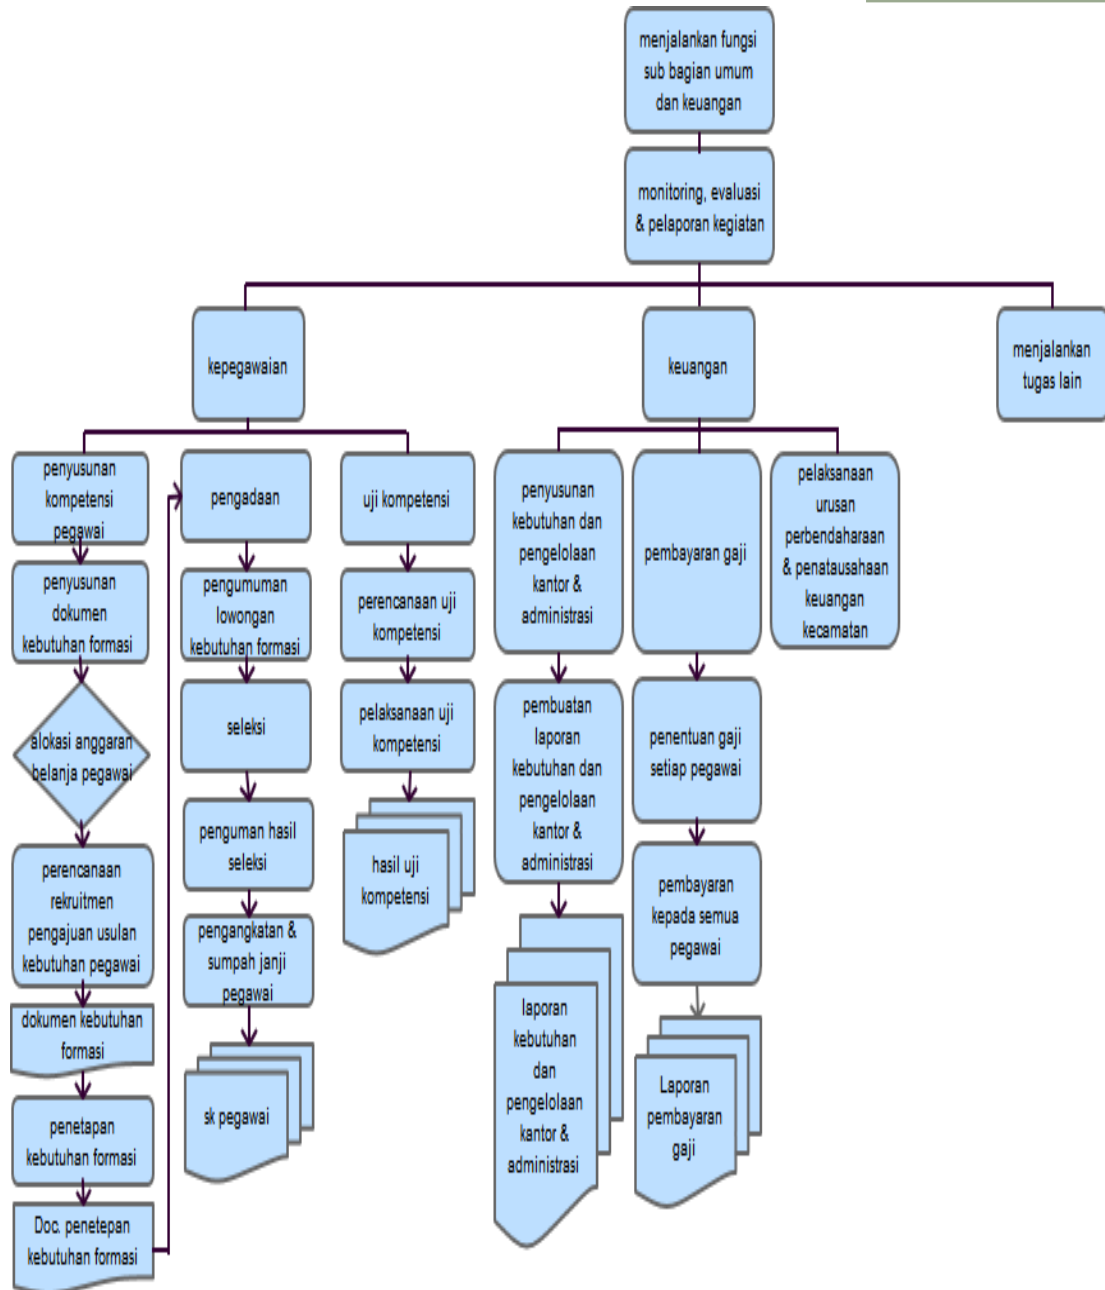 menjalankan fungsi
sub bagian umum
dan keuangan
monitoring, evaluasi
& pelaporan kegiatan
kepegawaian
keuangan
menjalankan
tugas lain
penyusunan
kompetensi
pegawai
penyusunan
dokumen
kebutuhan formasi
alokasi anggaran
belanja pegawai
perencanaan
rekruitmen
pengajuan usulan
kebutuhan pegawai
dokumen kebutuhan
formasi
penetapan
kebutuhan formasi
Doc. penetepan
kebutuhan formasi
pengadaan
pengumuman
lowongan
kebutuhan formasi
seleksi
penguman hasil
seleksi
pengangkatan &
sumpah janji
pegawai
sk pegawai
uji kompetensi
perencanaan uji
kompetensi
pelaksanaan uji
kompetensi
hasil uji
kompetensi
penyusunan
kebutuhan dan
pengelolaan
kantor &
administrasi
pembuatan
laporan
kebutuhan dan
pengelolaan
kantor &
administrasi
laporan
kebutuhan
dan
pengelolaan
kantor &
administrasi
pembayaran gaji
penentuan gaji
setiap pegawai
pembayaran
kepada semua
pegawai
Laporan
pembayaran
gaji
pelaksanaan
urusan
perbendaharaan
& penatausahaan
keuangan
kecamatan